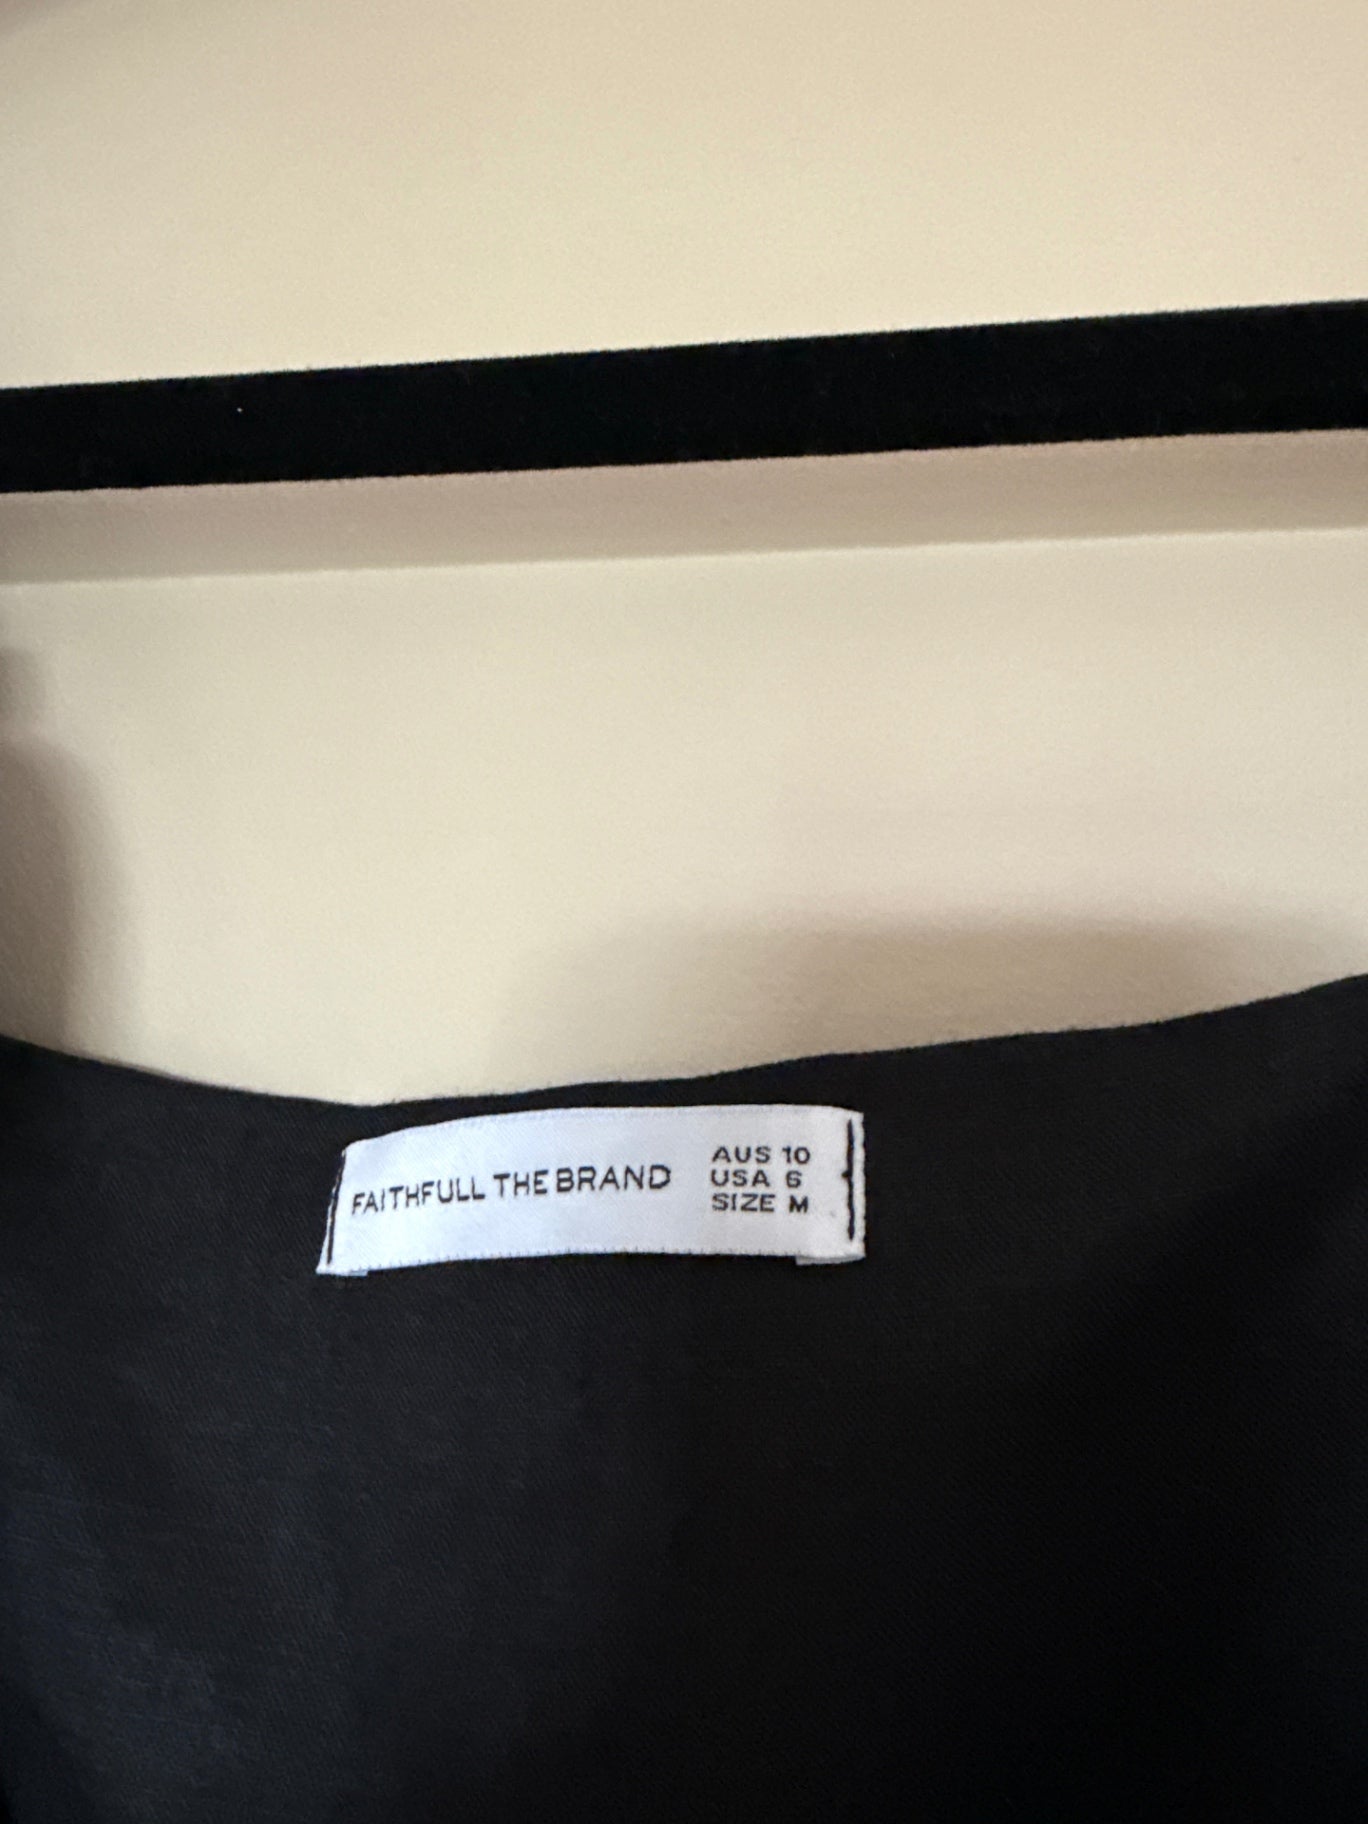 FAITHFULL THE BRAND
AUS 10
USA 6
SIZE M